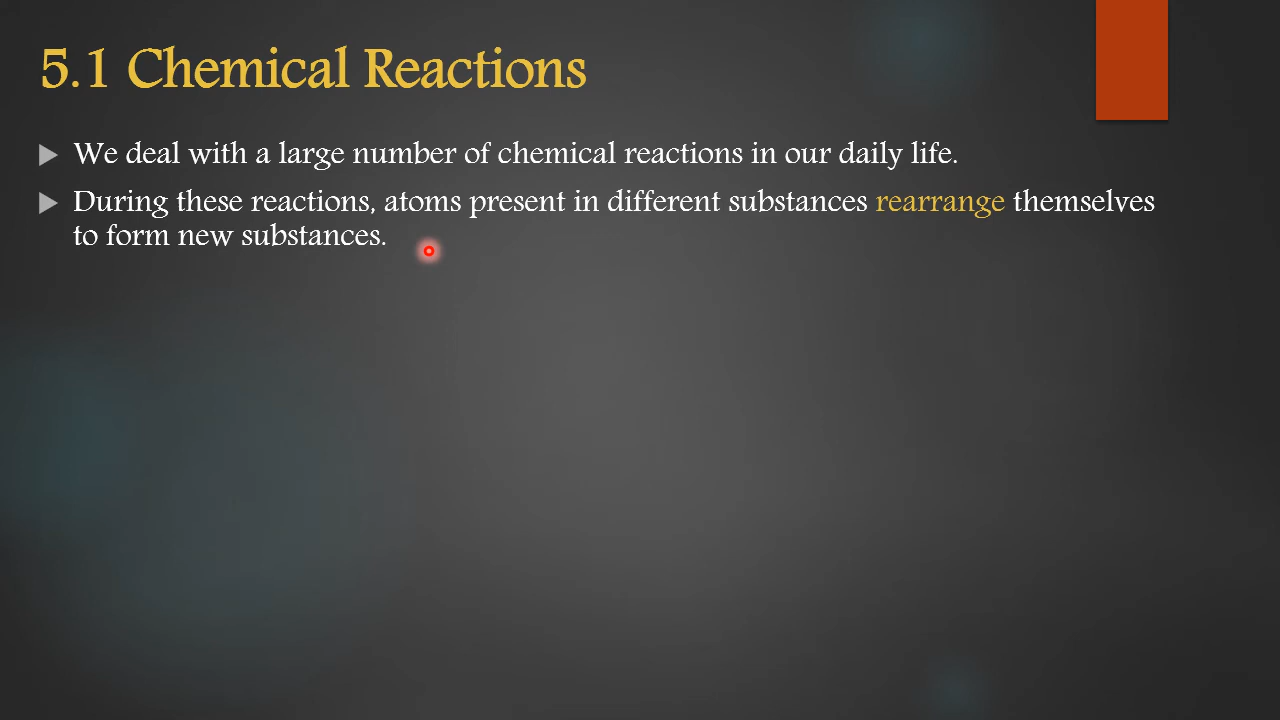 5.1 Chemical Reactions
We deal with a large number of chemical reactions in our daily life.
During these reactions, atoms present in different substances rearrange themselves
to form new substances.